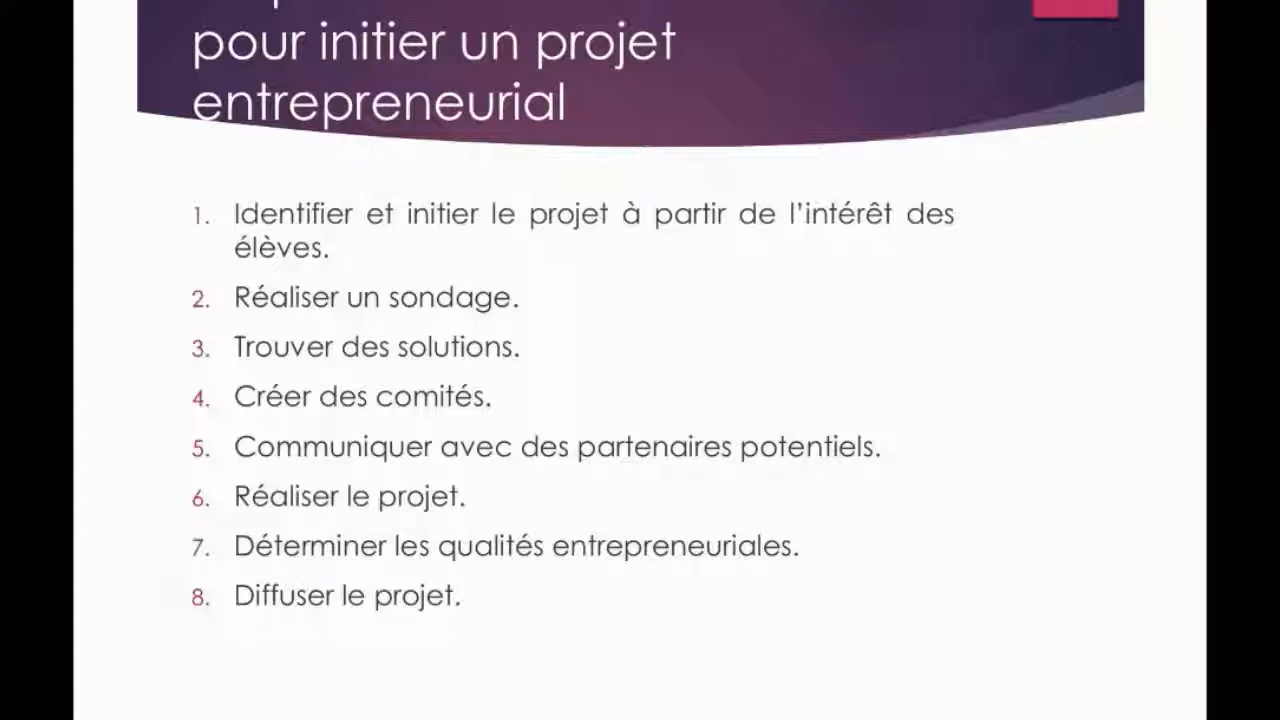 pour initier un projet
entrepreneurial
1. Identifier et initier le projet à partir de l’intérêt des
élèves.
2. Réaliser un sondage.
3. Trouver des solutions.
4. Créer des comités.
5. Communiquer avec des partenaires potentiels.
6. Réaliser le projet.
7. Déterminer les qualités entrepreneuriales.
8. Diffuser le projet.